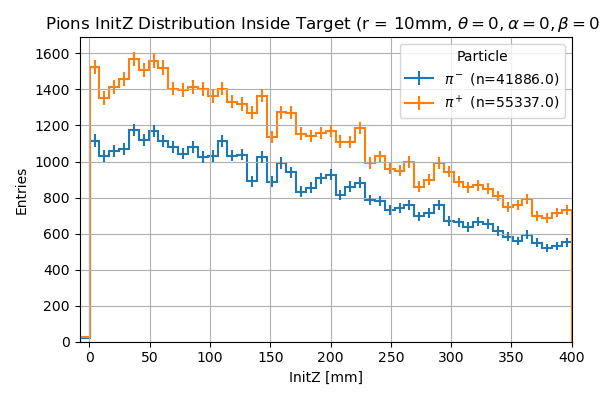 Pions InitZ Distribution Inside Target (r = 10mm, θ = 0, α = 0, β = 0
Particle
π⁻ (n=41886.0)
π⁺ (n=55337.0)
Entries
1600
1400
1200
1000
800
600
400
200
0
0 50 100 150 200 250 300 350 400
InitZ [mm]